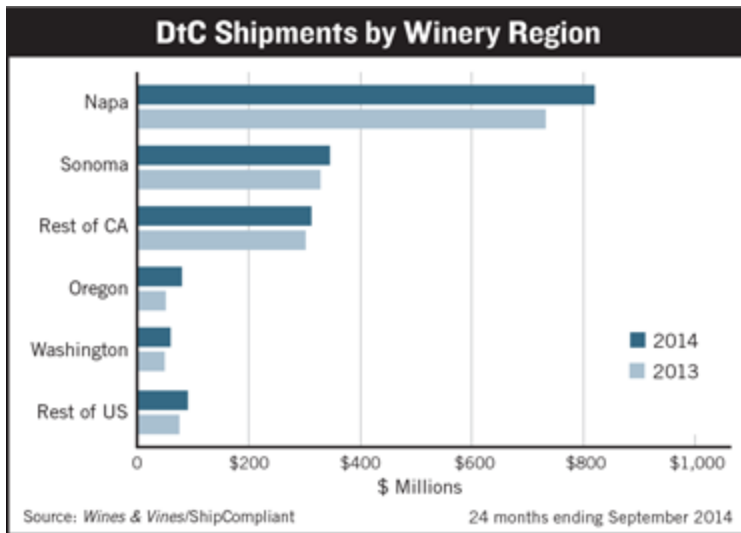 DtC Shipments by Winery Region
Napa
Sonoma
Rest of CA
Oregon
Washington
Rest of US
2014
2013
0 $200 $400 $600 $800 $1,000
$ Millions
Source: Wines & Vines/ShipCompliant 24 months ending September 2014